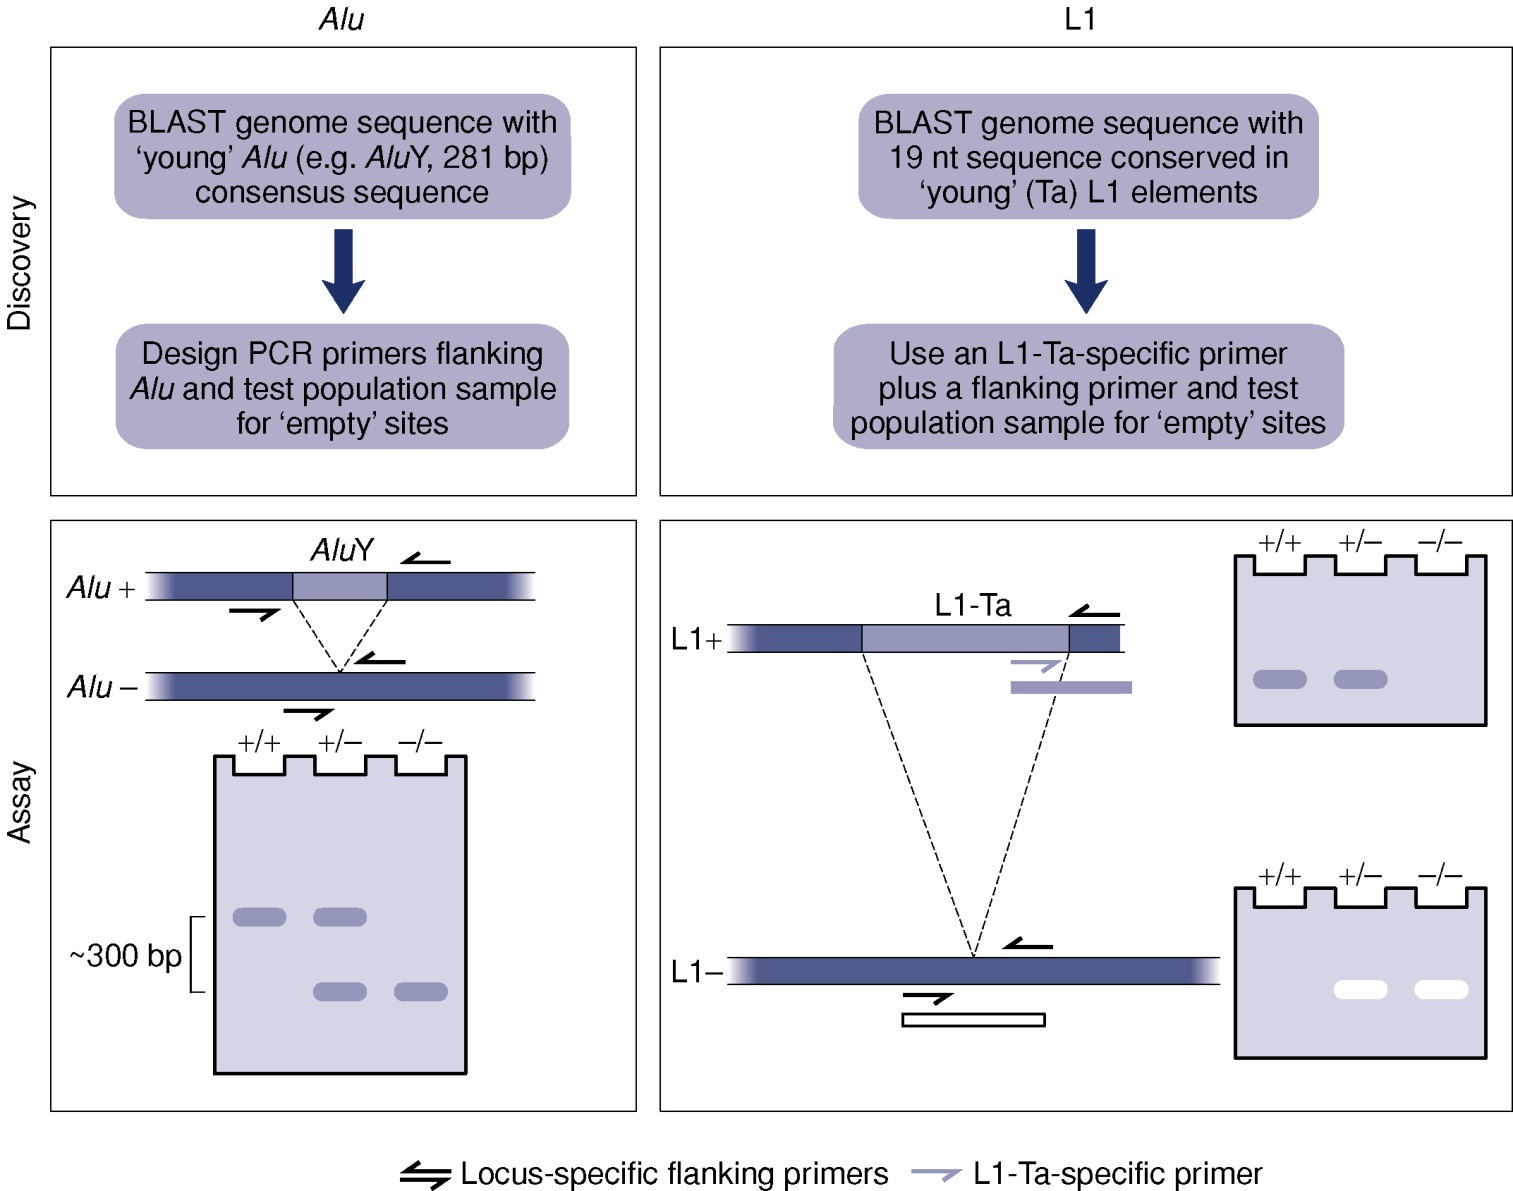 Alu
L1
Discovery
BLAST genome sequence with
‘young’ Alu (e.g. AluY, 281 bp)
consensus sequence
Design PCR primers flanking
Alu and test population sample
for ‘empty’ sites
BLAST genome sequence with
19 nt sequence conserved in
‘young’ (Ta) L1 elements
Use an L1-Ta-specific primer
plus a flanking primer and test
population sample for ‘empty’ sites
Assay
AluY
Alu +
Alu –
+/+ +/– –/–
~300 bp
L1-Ta
L1+
L1–
+/+ +/– –/–
+/+ +/– –/–
Locus-specific flanking primers
L1-Ta-specific primer